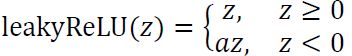 leakyReLU(z) = { z, z ≥ 0
az, z < 0